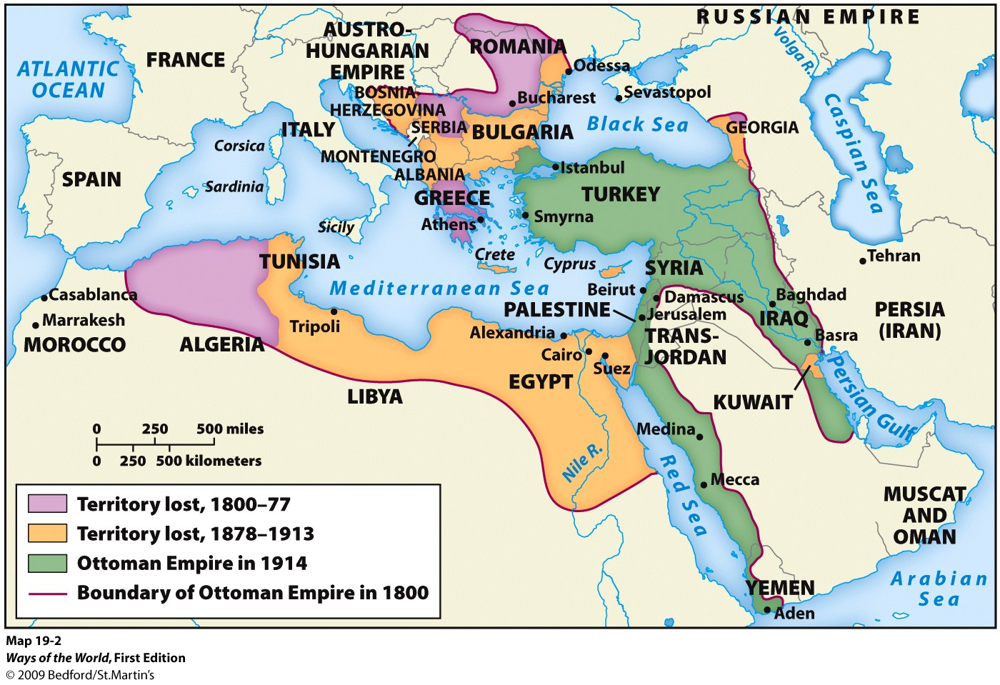 RUSSIAN EMPIRE
AUSTRO-
HUNGARIAN
EMPIRE
ROMANIA
Volga R.
FRANCE
ATLANTIC
OCEAN
Odessa
Sevastopol
Bucharest
BOSNIA-
HERZEGOVINA
SERBIA
BULGARIA
Black Sea
GEORGIA
Caspian Sea
ITALY
Corsica
MONTENEGRO
ALBANIA
Istanbul
SPAIN
Sardinia
GREECE
TURKEY
Smyrna
Athens
Sicily
Crete
Cyprus
SYRIA
Tehran
TUNISIA
Mediterranean Sea
Beirut
Damascus
Baghdad
Casablanca
PALESTINE
Jerusalem
IRAQ
PERSIA
(IRAN)
Marrakesh
MOROCCO
ALGERIA
Tripoli
Alexandria
TRANS-
JORDAN
Basra
Cairo
Suez
EGYPT
LIBYA
KUWAIT
Persian Gulf
Medina
Nile R.
Red Sea
Mecca
MUSCAT
AND
OMAN
YEMEN
Aden
Arabian
Sea
0 250 500 miles
0 250 500 kilometers
Territory lost, 1800–77
Territory lost, 1878–1913
Ottoman Empire in 1914
Boundary of Ottoman Empire in 1800
Map 19-2
Ways of the World, First Edition
© 2009 Bedford/St.Martin's